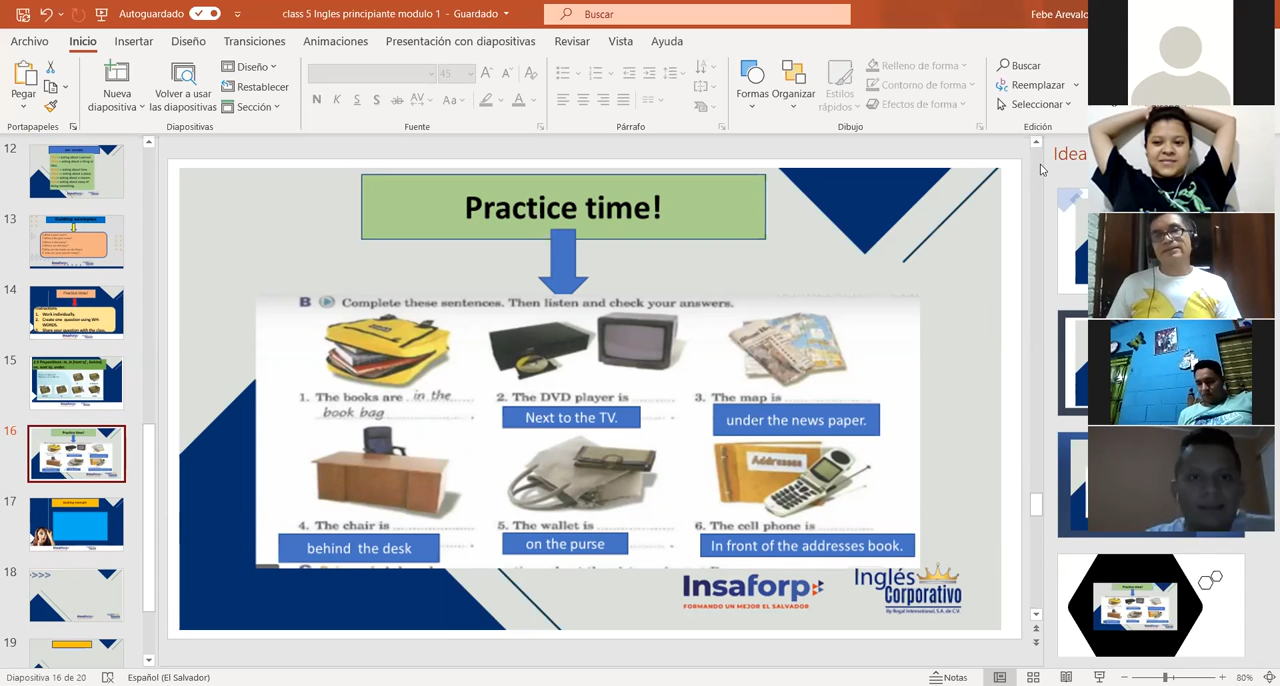 Autoguardado
class 5 Ingles principiante modulo 1 - Guardado
Buscar
Febe Arevalo
Archivo
Inicio
Insertar
Diseño
Transiciones
Animaciones
Presentación con diapositivas
Revisar
Vista
Ayuda
Pegar
Nueva
diapositiva
Volver a usar
las diapositivas
Diseño
Restablecer
Sección
45
N K S S ab AV Aa A
Formas
Organizar
Estilos
rápidos
Relleno de forma
Contorno de forma
Efectos de forma
Buscar
Reemplazar
Seleccionar
Portapapeles
Diapositivas
Fuente
Párrafo
Dibujo
Edición
Idea
12
13
14
15
16
17
18
19
Practice time!
B Complete these sentences. Then listen and check your answers.
1. The books are in the
book bag
2. The DVD player is
Next to the TV.
3. The map is
under the news paper.
Addresses
4. The chair is
behind the desk
5. The wallet is
on the purse
6. The cell phone is
In front of the addresses book.
Insaforp
FORMANDO UN MEJOR EL SALVADOR
Inglés
Corporativo
By Regal International, S.A. de C.V.
Diapositiva 16 de 20
Español (El Salvador)
Notas
80%